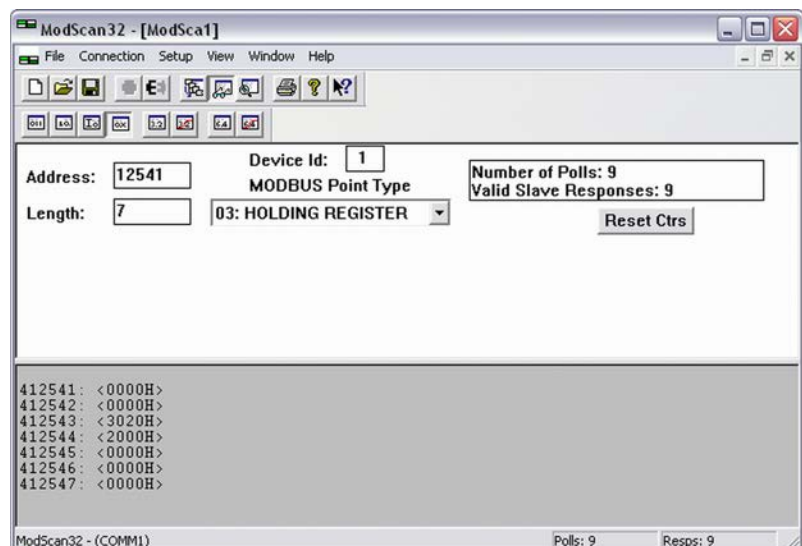 ModScan32 - [ModSca1]
File Connection Setup View Window Help
Address: 12541
Device Id: 1
MODBUS Point Type
Length: 7
03: HOLDING REGISTER
Number of Polls: 9
Valid Slave Responses: 9
Reset Ctrs
412541: <0000H>
412542: <0000H>
412543: <3020H>
412544: <2000H>
412545: <0000H>
412546: <0000H>
412547: <0000H>
ModScan32 - (COMM1)
Polls: 9
Resps: 9